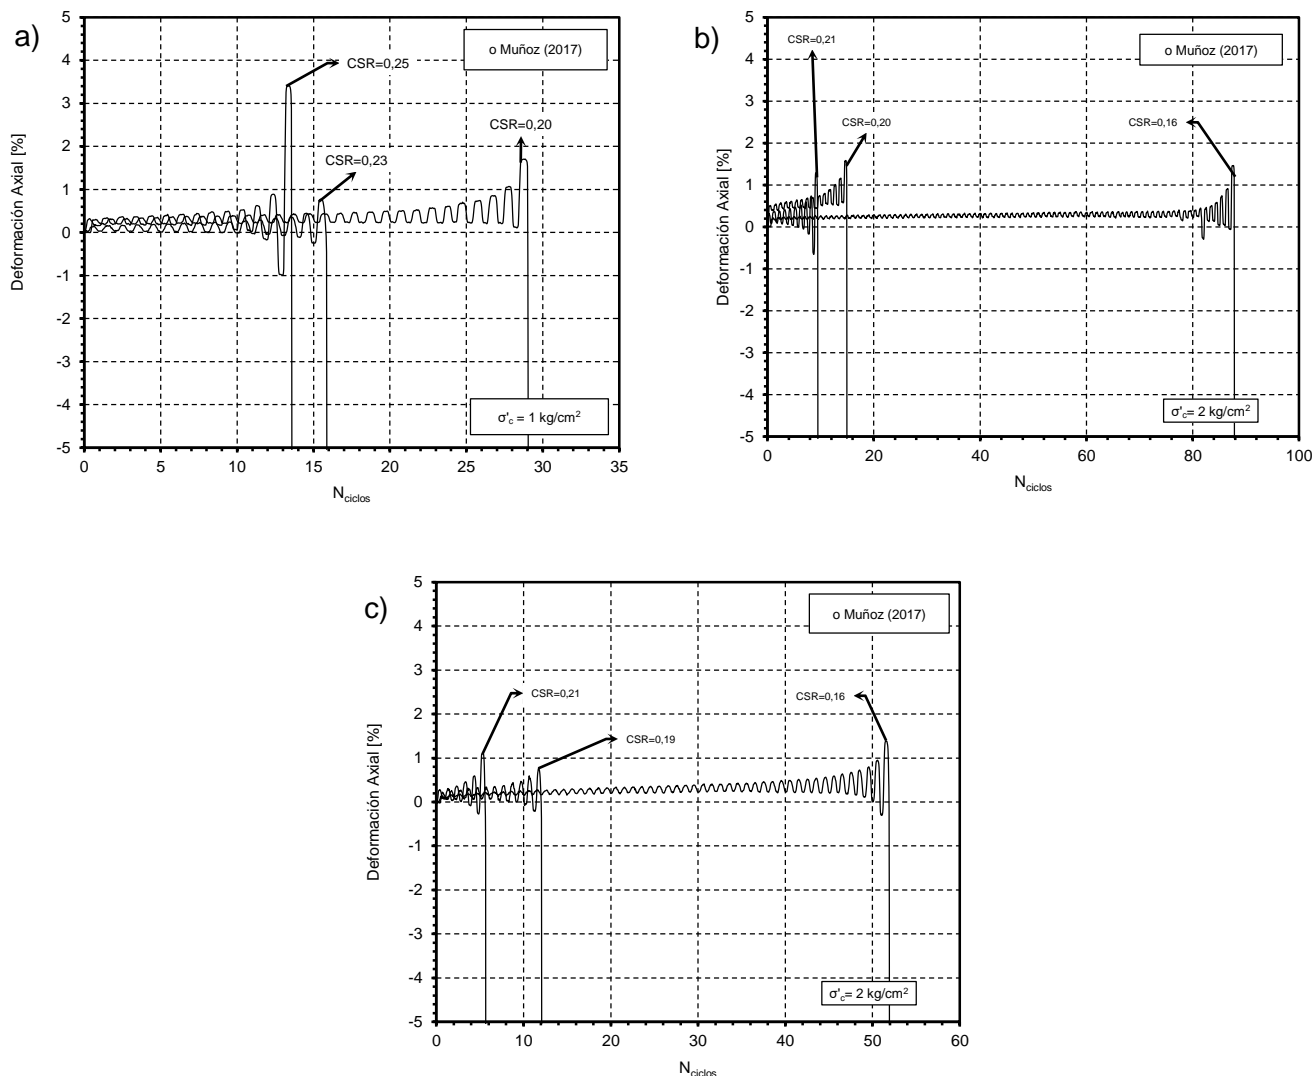 a)
5
4
3
2
1
0
-1
-2
-3
-4
-5
Deformación Axial [%]
o Muñoz (2017)
CSR=0,25
CSR=0,23
CSR=0,20
σ'c = 1 kg/cm²
0 5 10 15 20 25 30 35
Nciclos
b)
5
4
3
2
1
0
-1
-2
-3
-4
-5
Deformación Axial [%]
o Muñoz (2017)
CSR=0,21
CSR=0,20
CSR=0,16
σ'c= 2 kg/cm²
0 20 40 60 80 100
Nciclos
c)
5
4
3
2
1
0
-1
-2
-3
-4
-5
Deformación Axial [%]
o Muñoz (2017)
CSR=0,21
CSR=0,19
CSR=0,16
σ'c= 2 kg/cm²
0 10 20 30 40 50 60
Nciclos